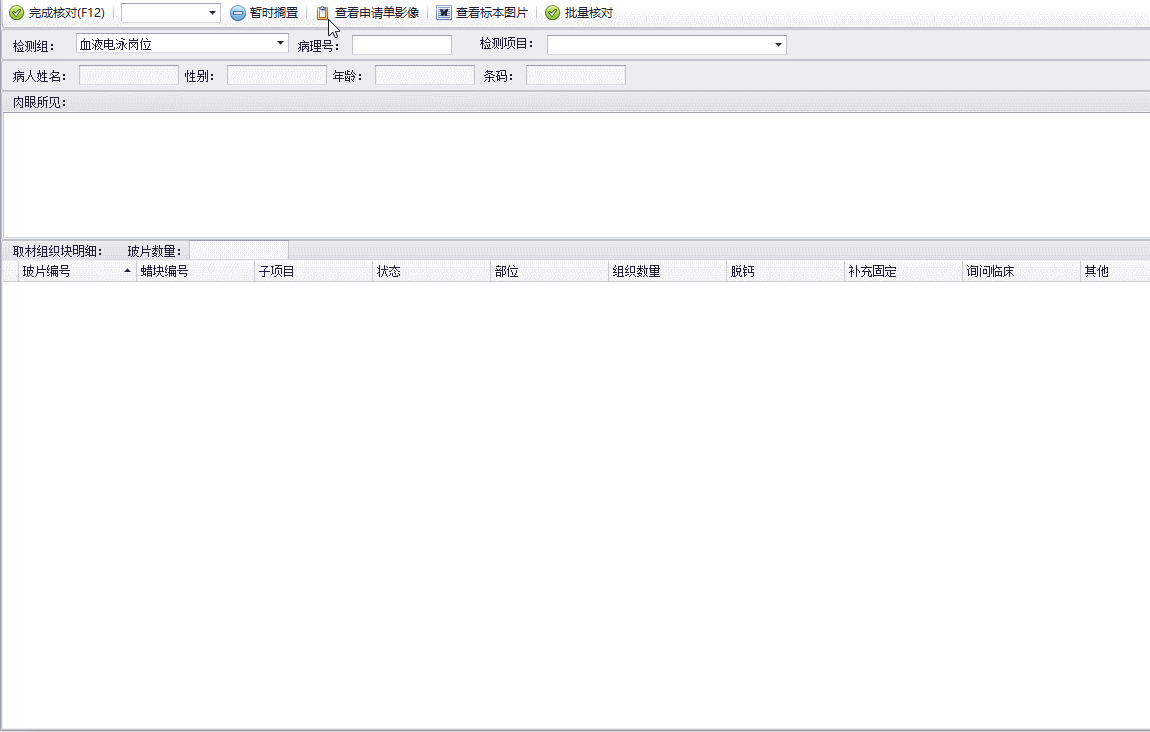 完成核对(F12) 暂时搁置 查看申请单影像 查看标本图片 批量核对
检测组： 血液电泳岗位 病理号： 检测项目：
病人姓名： 性别： 年龄： 条码：
肉眼所见：
取材组织块明细： 玻片数量：
玻片编号 蜡块编号 子项目 状态 部位 组织数量 脱钙 补充固定 询问临床 其他